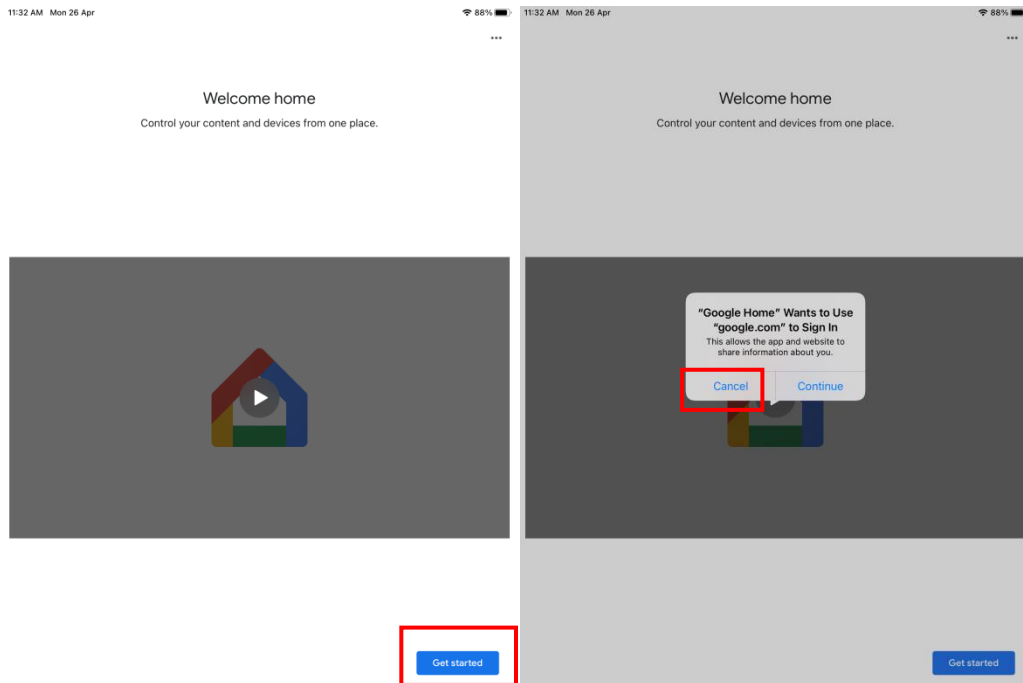 11:32 AM Mon 26 Apr
88%
•••
Welcome home
Control your content and devices from one place.
Get started
11:32 AM Mon 26 Apr
88%
•••
Welcome home
Control your content and devices from one place.
"Google Home" Wants to Use
"google.com" to Sign In
This allows the app and website to
share information about you.
Cancel Continue
Get started